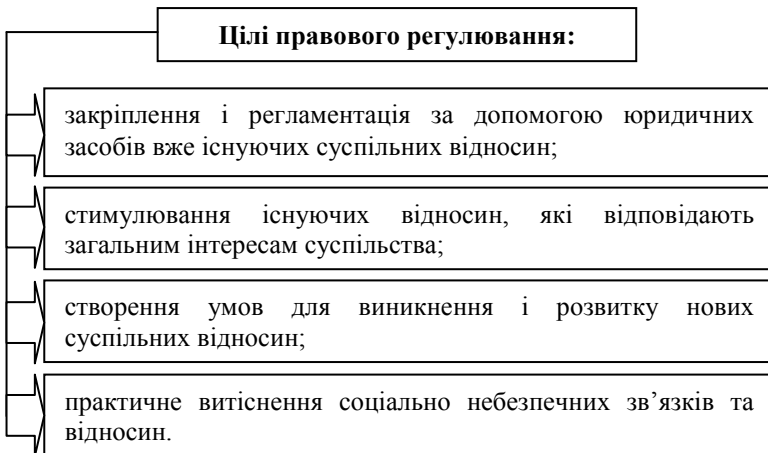 Цілі правового регулювання:
закріплення і регламентація за допомогою юридичних
засобів вже існуючих суспільних відносин;
стимулювання існуючих відносин, які відповідають
загальним інтересам суспільства;
створення умов для виникнення і розвитку нових
суспільних відносин;
практичне витіснення соціально небезпечних зв’язків та
відносин.